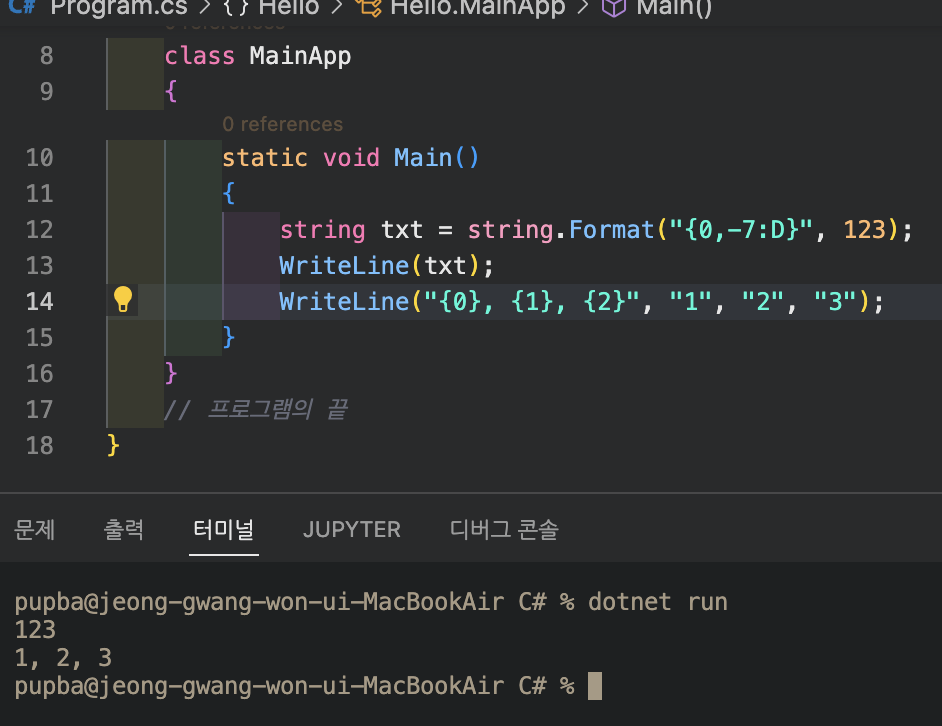 C# Program.cs > {} Hello > Hello.MainApp > Main()
0 references
8 class MainApp
9 {
0 references
10 static void Main()
11 {
12 string txt = string.Format("{0,-7:D}", 123);
13 WriteLine(txt);
14 WriteLine("{0}, {1}, {2}", "1", "2", "3");
15 }
16 }
17 // 프로그램의 끝
18 }
문제 출력 터미널 JUPYTER 디버그 콘솔
pupba@jeong-gwang-won-ui-MacBookAir C# % dotnet run
123
1, 2, 3
pupba@jeong-gwang-won-ui-MacBookAir C# %